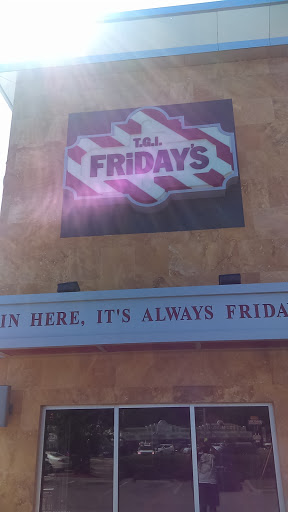 T.G.I.
FRiDAY'S
IN HERE, IT'S ALWAYS FRIDA